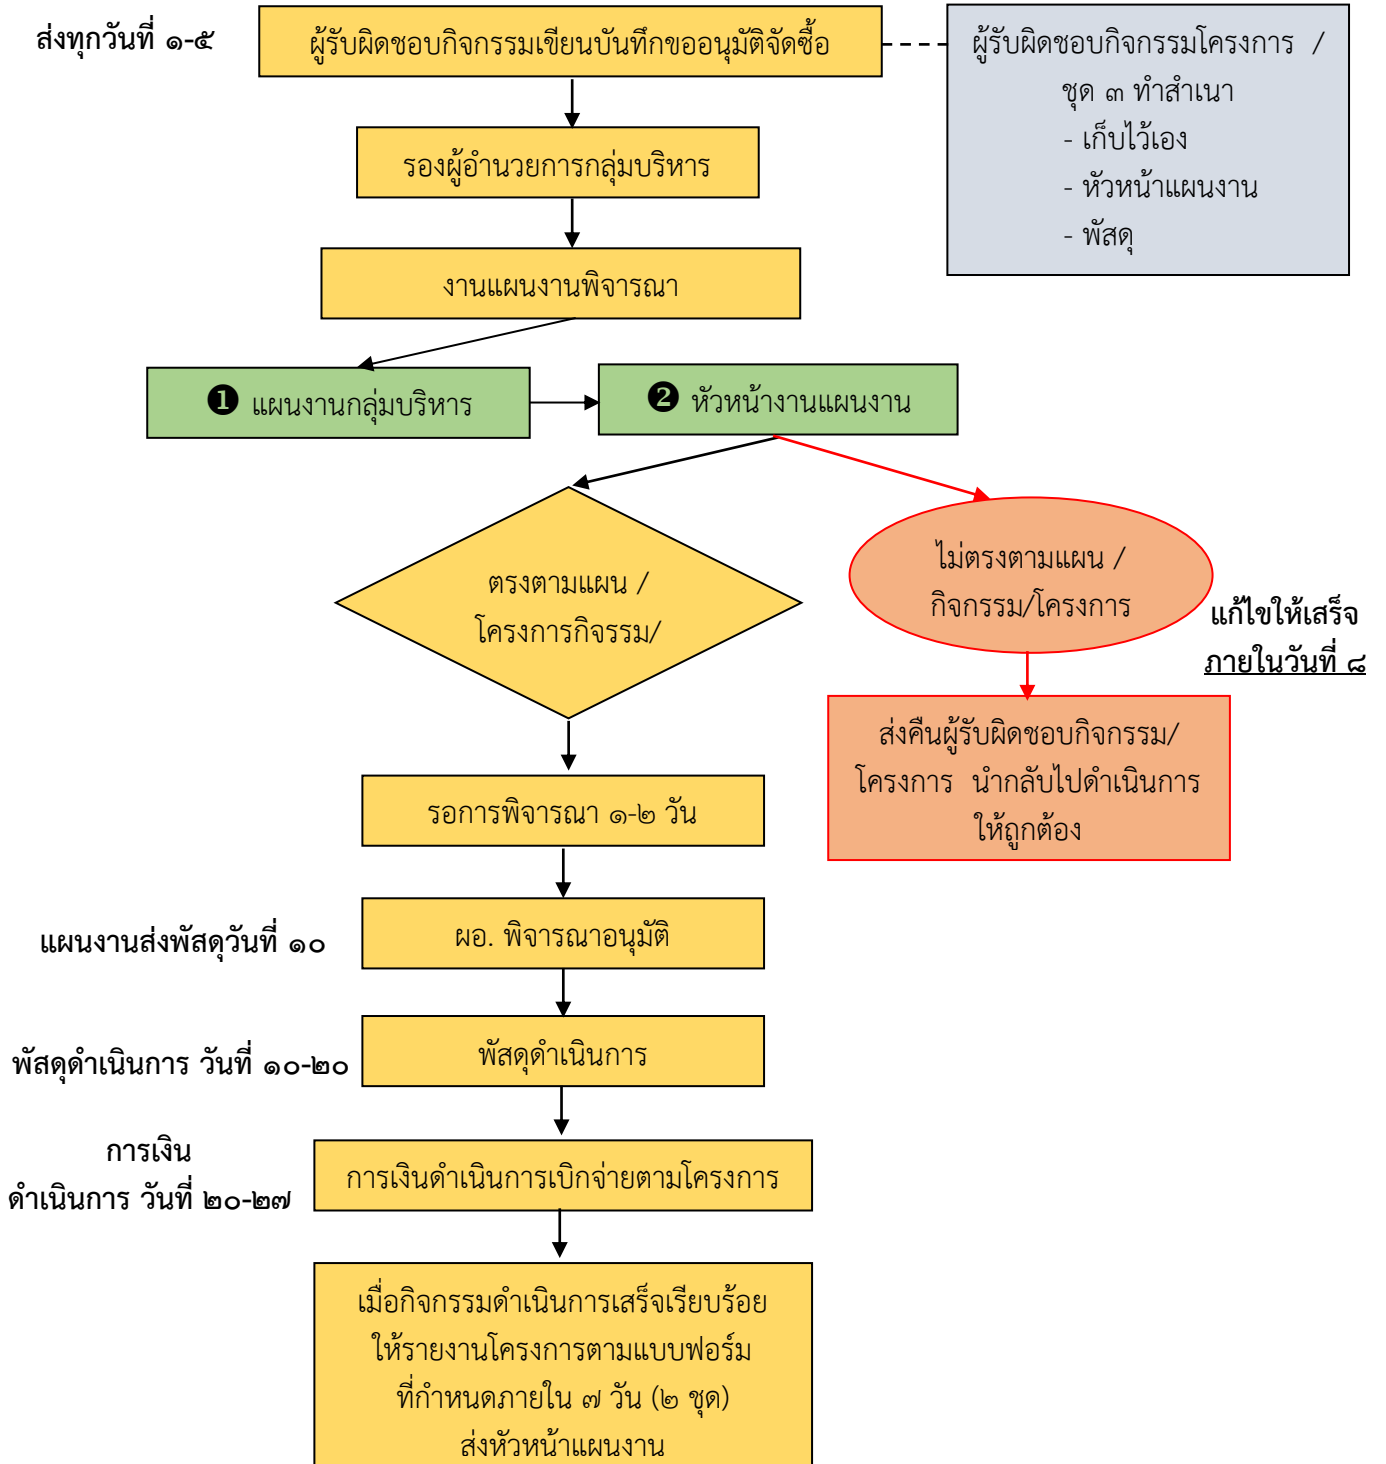 ส่งทุกวันที่ ๑-๕
ผู้รับผิดชอบกิจกรรมเขียนบันทึกขออนุมัติจัดซื้อ
ผู้รับผิดชอบกิจกรรมโครงการ /
ชุด ๓ ทำสำเนา
- เก็บไว้เอง
- หัวหน้าแผนงาน
- พัสดุ
รองผู้อำนวยการกลุ่มบริหาร
งานแผนงานพิจารณา
❶ แผนงานกลุ่มบริหาร
❷ หัวหน้างานแผนงาน
ตรงตามแผน /
โครงการกิจรรม/
ไม่ตรงตามแผน /
กิจกรรม/โครงการ
แก้ไขให้เสร็จ
ภายในวันที่ ๘
ส่งคืนผู้รับผิดชอบกิจกรรม/
โครงการ นำกลับไปดำเนินการ
ให้ถูกต้อง
รอการพิจารณา ๑-๒ วัน
แผนงานส่งพัสดุวันที่ ๑๐
ผอ. พิจารณาอนุมัติ
พัสดุดำเนินการ วันที่ ๑๐-๒๐
พัสดุดำเนินการ
การเงิน
ดำเนินการ วันที่ ๒๐-๒๗
การเงินดำเนินการเบิกจ่ายตามโครงการ
เมื่อกิจกรรมดำเนินการเสร็จเรียบร้อย
ให้รายงานโครงการตามแบบฟอร์ม
ที่กำหนดภายใน ๗ วัน (๒ ชุด)
ส่งหัวหน้าแผนงาน